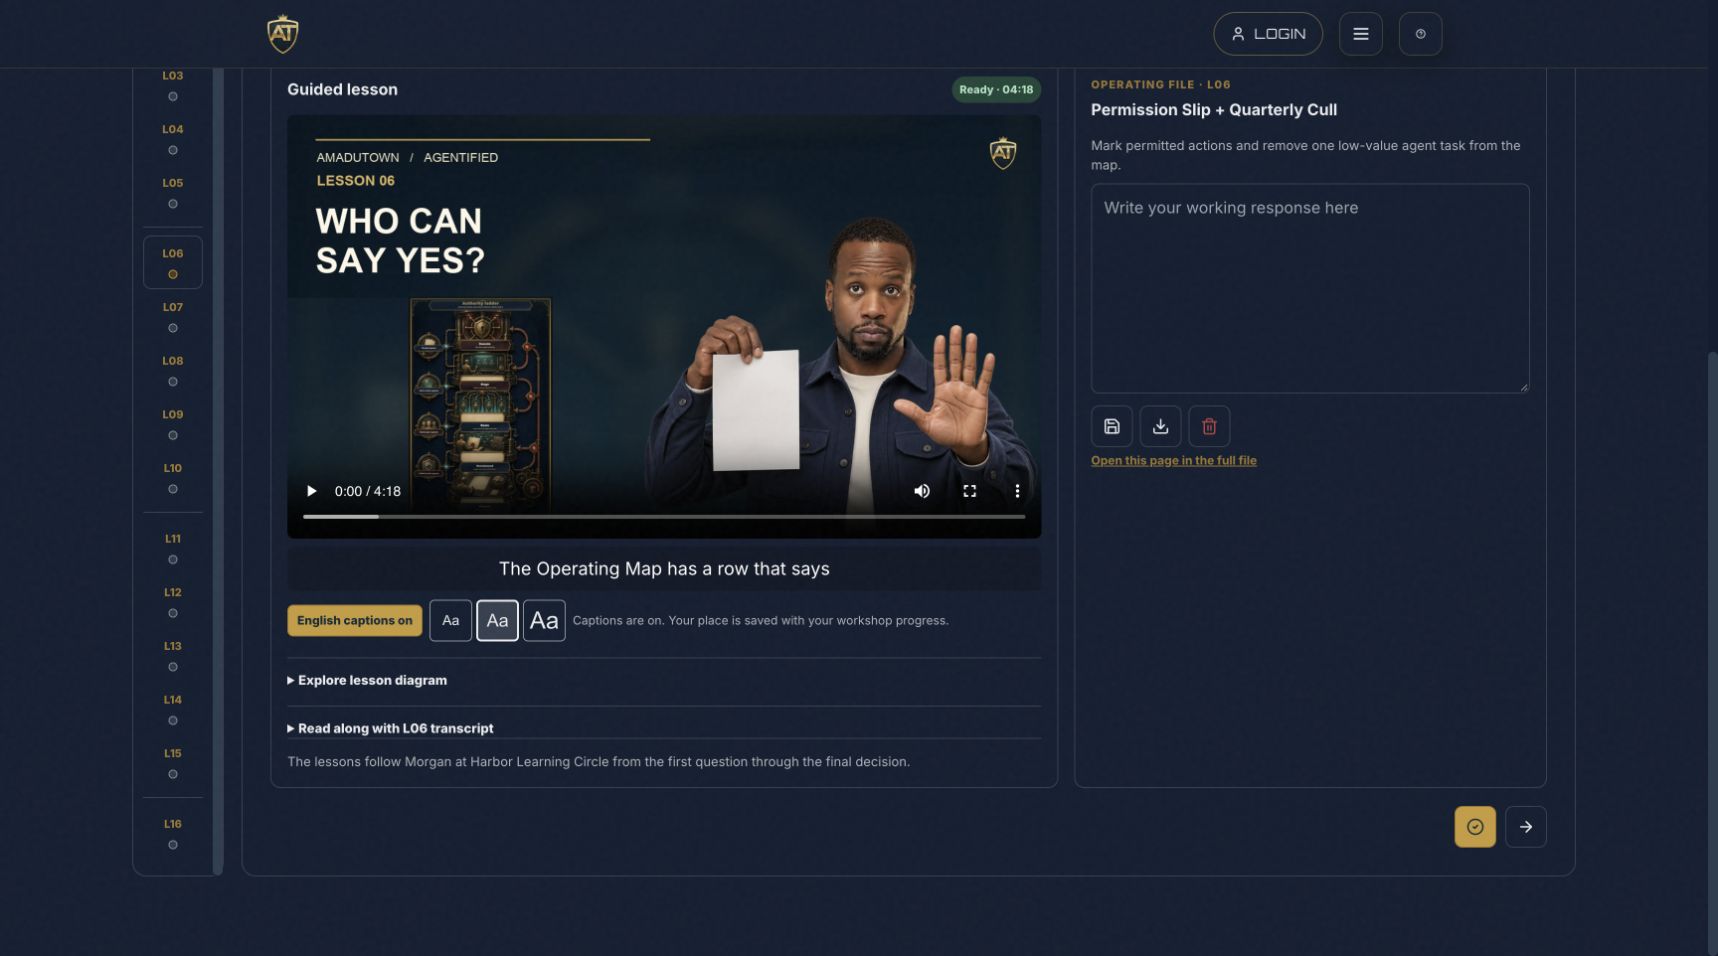 AT
LOGIN
L03
L04
L05
L06
L07
L08
L09
L10
L11
L12
L13
L14
L15
L16
Guided lesson
Ready · 04:18
AMADUTOWN / AGENTIFIED
LESSON 06
WHO CAN
SAY YES?
AT
Authority ladder
0:00 / 4:18
The Operating Map has a row that says
English captions on
Aa
Aa
Aa
Captions are on. Your place is saved with your workshop progress.
Explore lesson diagram
Read along with L06 transcript
The lessons follow Morgan at Harbor Learning Circle from the first question through the final decision.
OPERATING FILE · L06
Permission Slip + Quarterly Cull
Mark permitted actions and remove one low-value agent task from the
map.
Write your working response here
Open this page in the full file